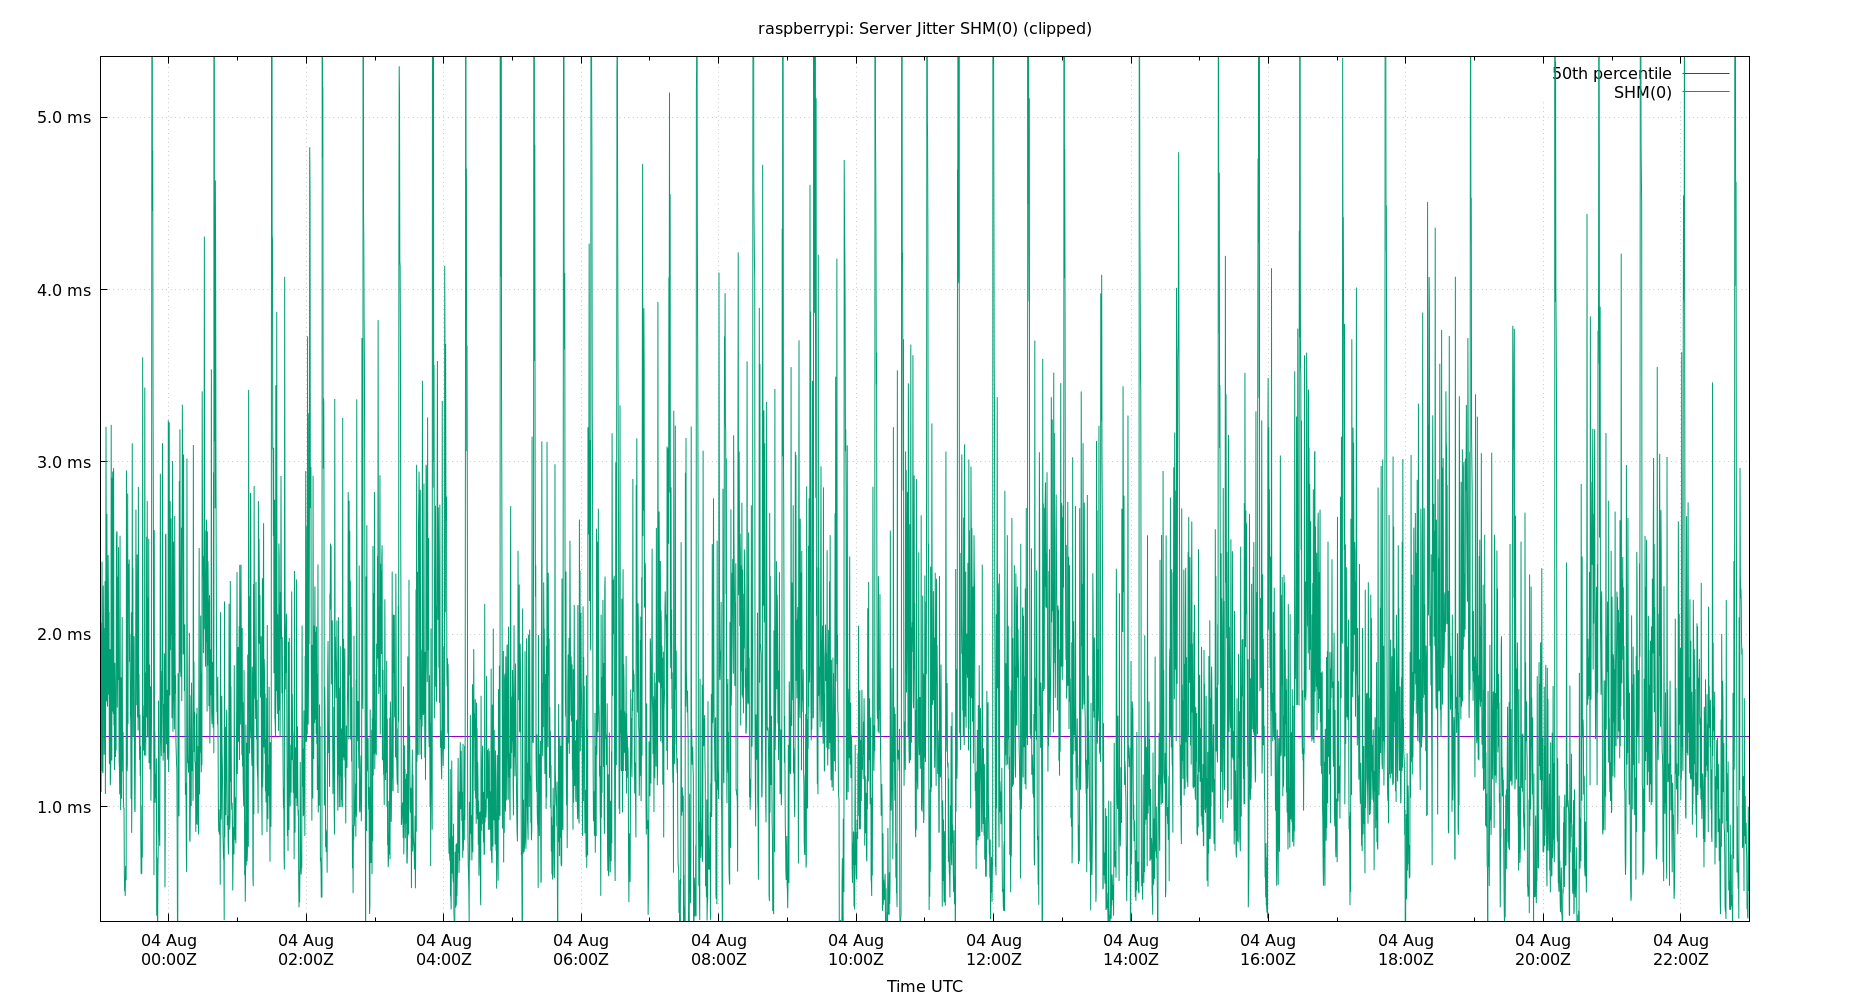 raspberrypi: Server Jitter SHM(0) (clipped)
50th percentile
SHM(0)
5.0 ms
4.0 ms
3.0 ms
2.0 ms
1.0 ms
04 Aug 04 Aug 04 Aug 04 Aug 04 Aug 04 Aug 04 Aug 04 Aug 04 Aug 04 Aug 04 Aug 04 Aug
00:00Z 02:00Z 04:00Z 06:00Z 08:00Z 10:00Z 12:00Z 14:00Z 16:00Z 18:00Z 20:00Z 22:00Z
Time UTC